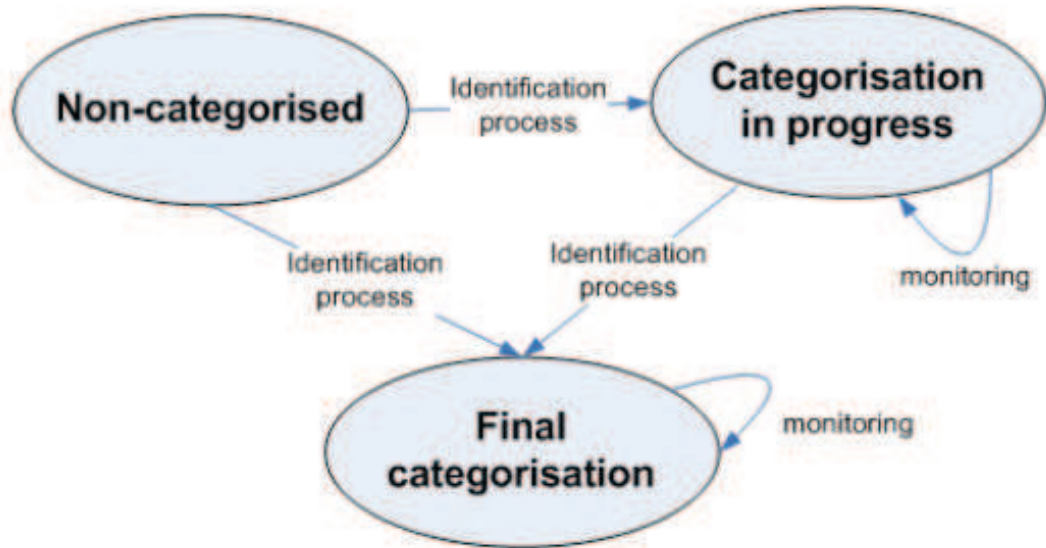 Non-categorised
Identification
process
Categorisation
in progress
Identification
process
Identification
process
monitoring
Final
categorisation
monitoring